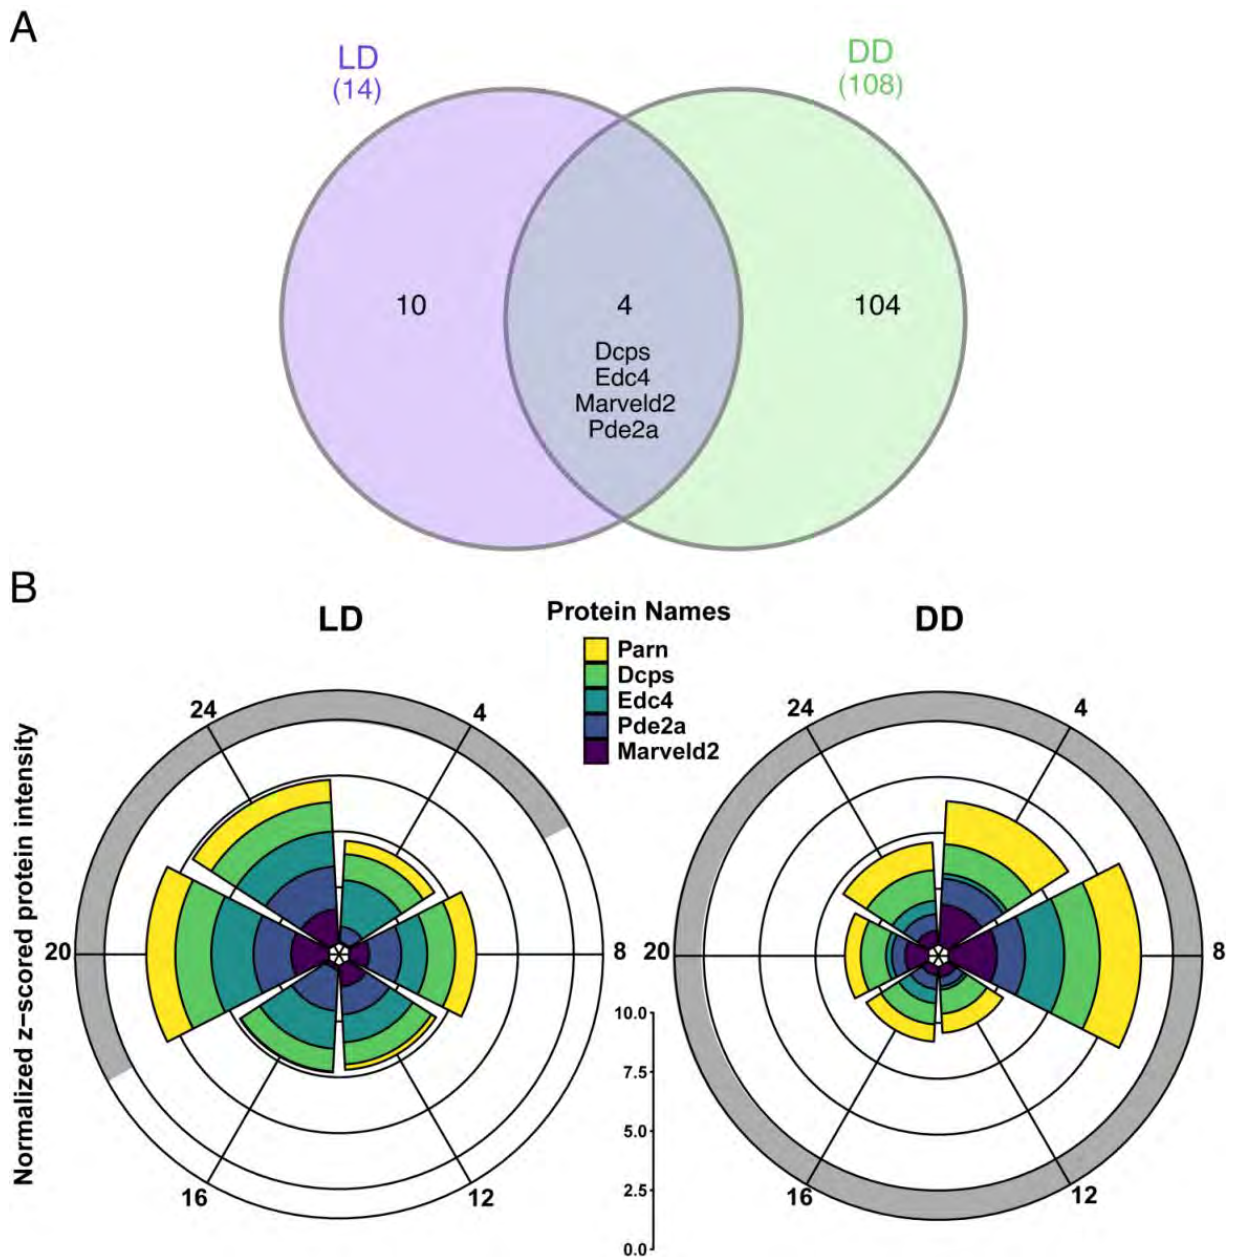 A
LD
(14)
DD
(108)
10
4
104
Dcps
Edc4
Marveld2
Pde2a
B
LD
Protein Names
DD
Parn
Dcps
Edc4
Pde2a
Marveld2
Normalized z-scored protein intensity
24
4
20
8
16
12
24
4
20
8
16
12
10.0
7.5
5.0
2.5
0.0